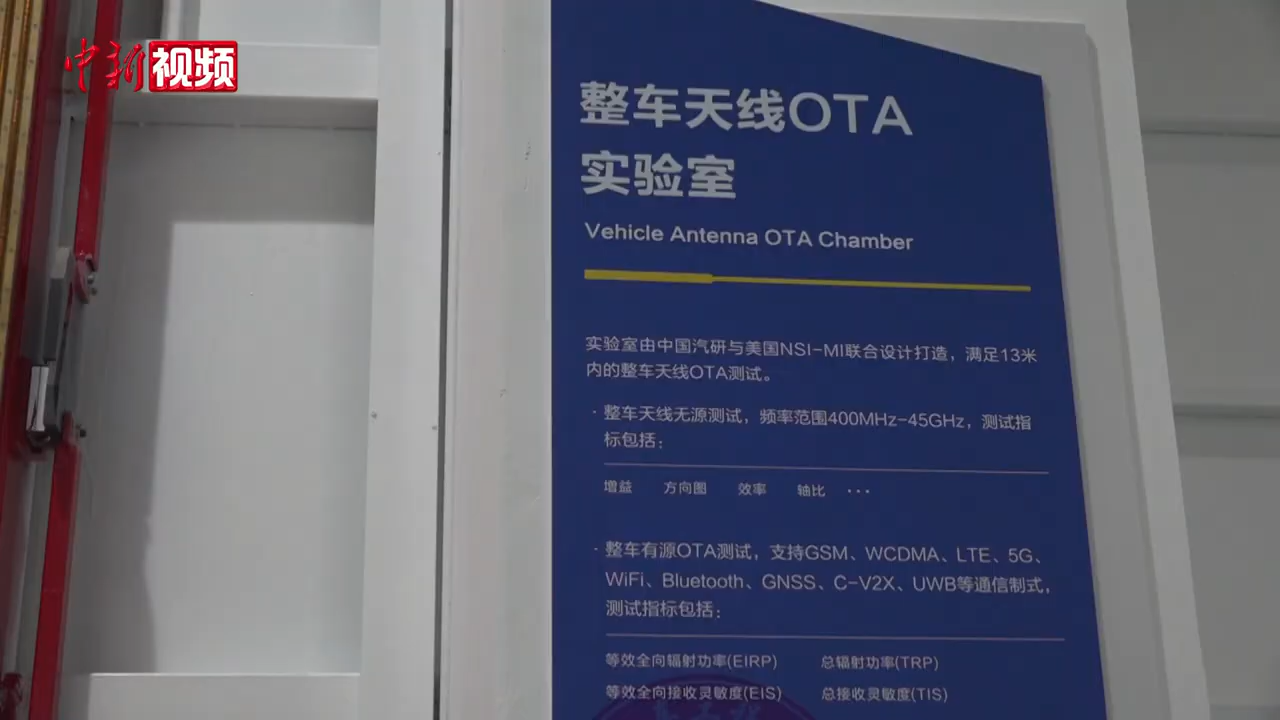 中新视频
整车天线OTA
实验室
Vehicle Antenna OTA Chamber
实验室由中国汽研与美国NSI-MI联合设计打造，满足13米
内的整车天线OTA测试。
· 整车天线无源测试，频率范围400MHz-45GHz，测试指
标包括：
增益 方向图 效率 轴比 ···
· 整车有源OTA测试，支持GSM、WCDMA、LTE、5G、
WiFi、Bluetooth、GNSS、C-V2X、UWB等通信制式，
测试指标包括：
等效全向辐射功率(EIRP) 总辐射功率(TRP)
等效全向接收灵敏度(EIS) 总接收灵敏度(TIS)